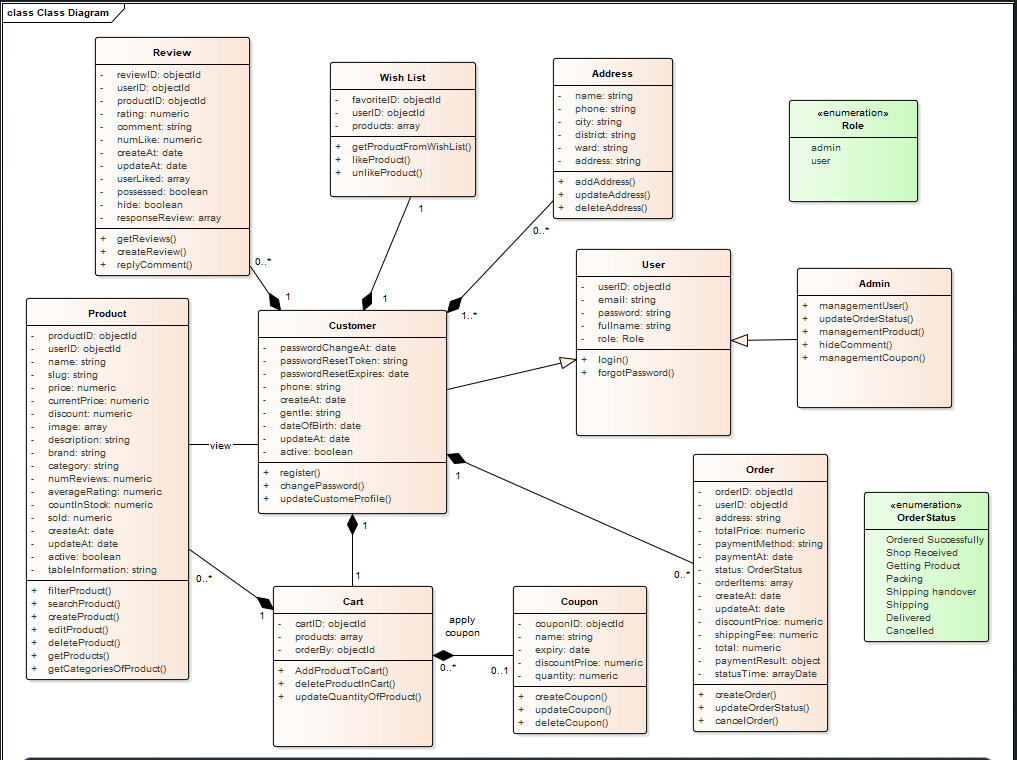 class Class Diagram
Review
- reviewID: objectId
- userID: objectId
- productID: objectId
- rating: numeric
- comment: string
- numLike: numeric
- createAt: date
- updateAt: date
- userLiked: array
- possessed: boolean
- hide: boolean
- responseReview: array
+ getReviews()
+ createReview()
+ replyComment()
0..*
1
Wish List
- favoriteID: objectId
- userID: objectId
- products: array
+ getProductFromWishList()
+ likeProduct()
+ unlikeProduct()
1
1
Address
- name: string
- phone: string
- city: string
- district: string
- ward: string
- address: string
+ addAddress()
+ updateAddress()
+ deleteAddress()
0..*
1..*
«enumeration»
Role
admin
user
User
- userID: objectId
- email: string
- password: string
- fullname: string
- role: Role
+ login()
+ forgotPassword()
Admin
+ managementUser()
+ updateOrderStatus()
+ managementProduct()
+ hideComment()
+ managementCoupon()
Product
- productID: objectId
- userID: objectId
- name: string
- slug: string
- price: numeric
- currentPrice: numeric
- discount: numeric
- image: array
- description: string
- brand: string
- category: string
- numReviews: numeric
- averageRating: numeric
- countInStock: numeric
- sold: numeric
- createAt: date
- updateAt: date
- active: boolean
- tableInformation: string
+ filterProduct()
+ searchProduct()
+ createProduct()
+ editProduct()
+ deleteProduct()
+ getProducts()
+ getCategoriesOfProduct()
view
0..*
1
Customer
- passwordChangeAt: date
- passwordResetToken: string
- passwordResetExpires: date
- phone: string
- createAt: date
- gentle: string
- dateOfBirth: date
- updateAt: date
- active: boolean
+ register()
+ changePassword()
+ updateCustomeProfile()
1
1
1
0..*
Cart
- cartID: objectId
- products: array
- orderBy: objectId
+ AddProductToCart()
+ deleteProductInCart()
+ updateQuantityOfProduct()
apply
coupon
0..*
0..1
Coupon
- couponID: objectId
- name: string
- expiry: date
- discountPrice: numeric
- quantity: numeric
+ createCoupon()
+ updateCoupon()
+ deleteCoupon()
Order
- orderID: objectId
- userID: objectId
- address: string
- totalPrice: numeric
- paymentMethod: string
- paymentAt: date
- status: OrderStatus
- orderItems: array
- createAt: date
- updateAt: date
- discountPrice: numeric
- shippingFee: numeric
- total: numeric
- paymentResult: object
- statusTime: arrayDate
+ createOrder()
+ updateOrderStatus()
+ cancelOrder()
«enumeration»
OrderStatus
Ordered Successfully
Shop Received
Getting Product
Packing
Shipping handover
Shipping
Delivered
Cancelled